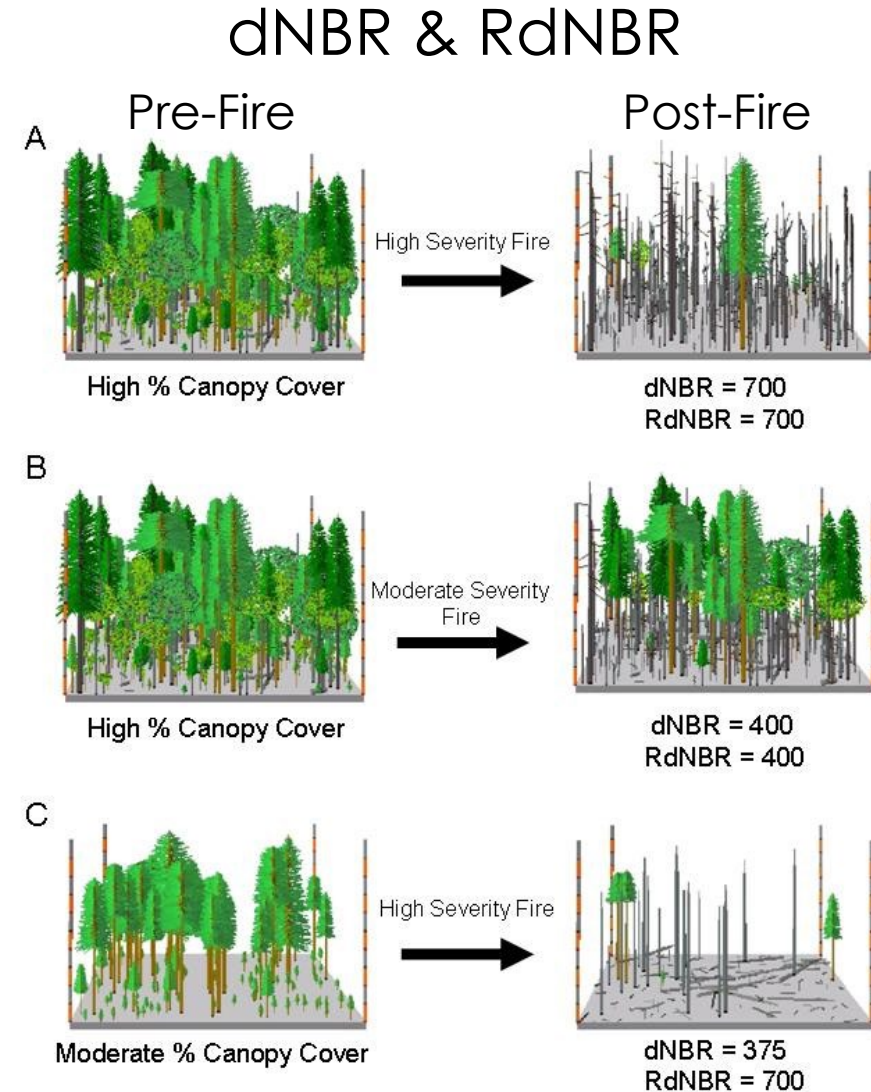 dNBR & RdNBR
Pre-Fire
Post-Fire
A
High Severity Fire
High % Canopy Cover
dNBR = 700
RdNBR = 700
B
Moderate Severity
Fire
High % Canopy Cover
dNBR = 400
RdNBR = 400
C
High Severity Fire
Moderate % Canopy Cover
dNBR = 375
RdNBR = 700